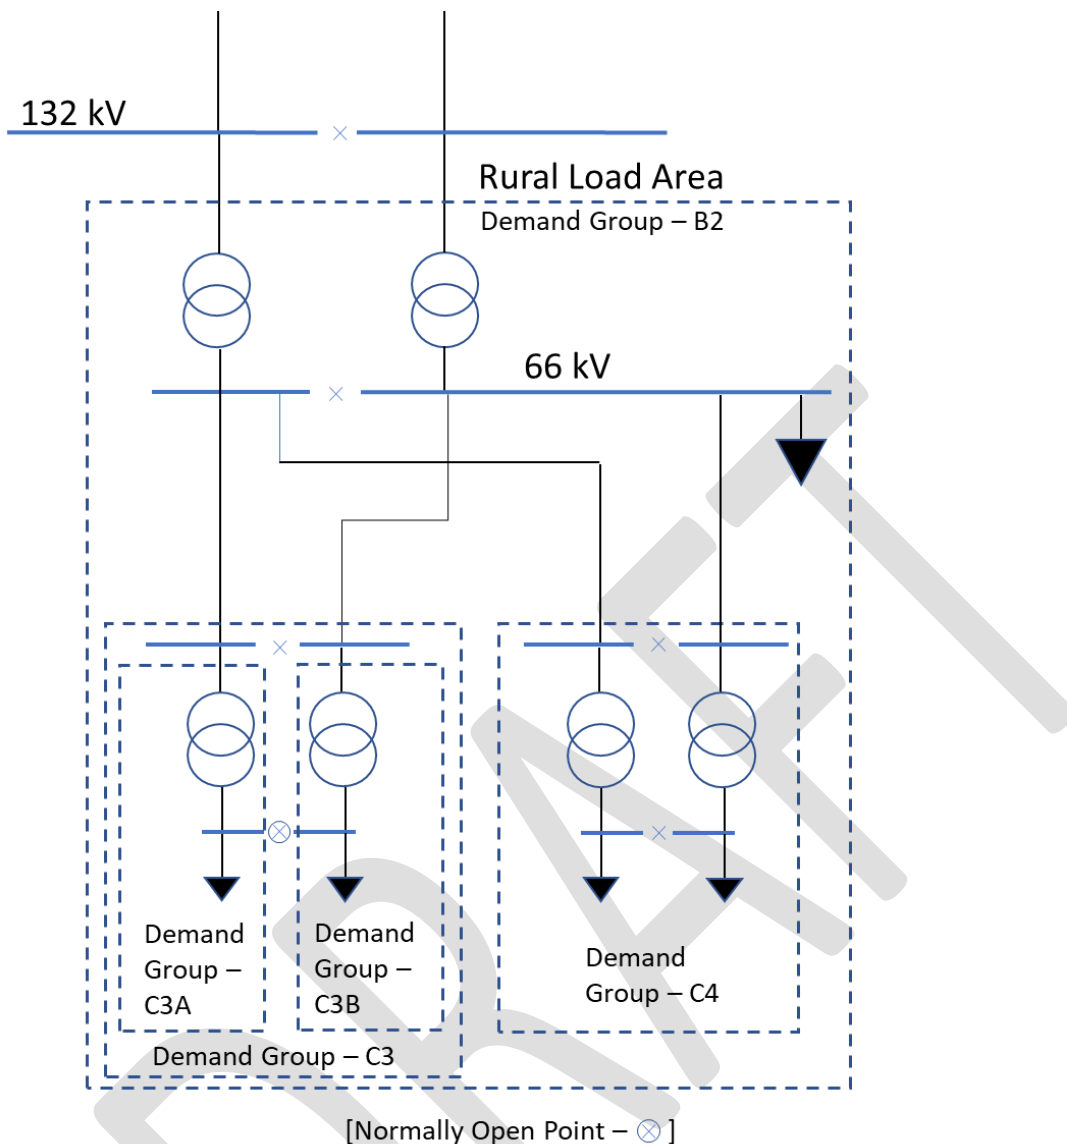 132 kV
Rural Load Area
Demand Group – B2
66 kV
Demand
Group –
C3A
Demand
Group –
C3B
Demand
Group – C4
Demand Group – C3
[Normally Open Point – ⊗ ]
DRAFT